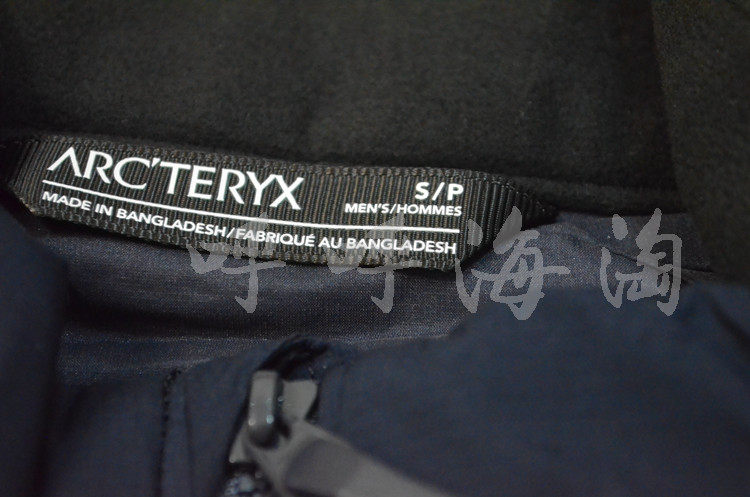 ARC'TERYX
S/P
MEN'S/HOMMES
MADE IN BANGLADESH/FABRIQUÉ AU BANGLADESH
呼呼海淘